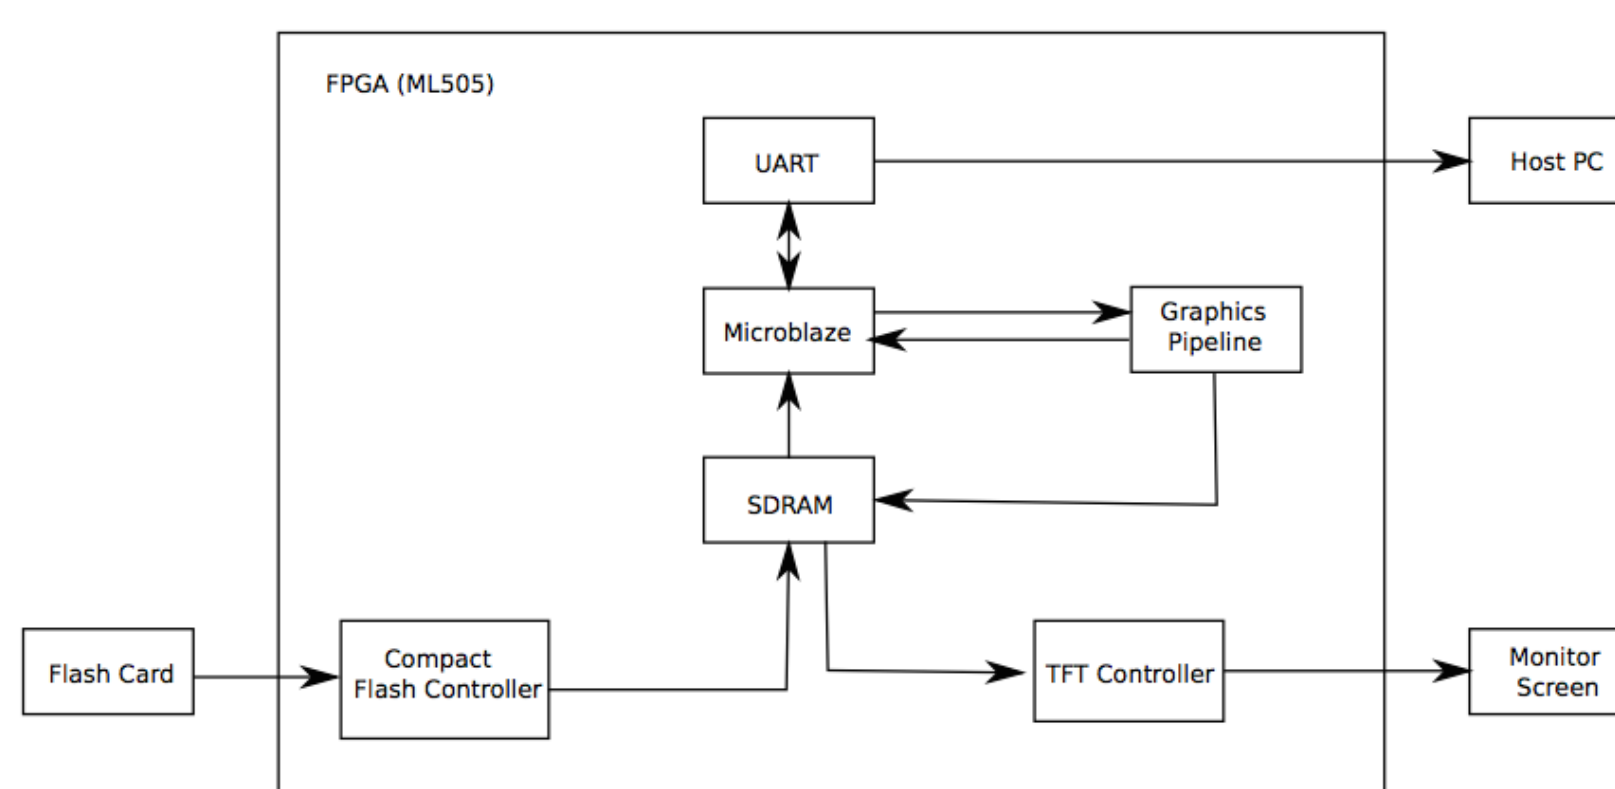 FPGA (ML505)
UART
Host PC
Microblaze
Graphics
Pipeline
SDRAM
Flash Card
Compact
Flash Controller
TFT Controller
Monitor
Screen